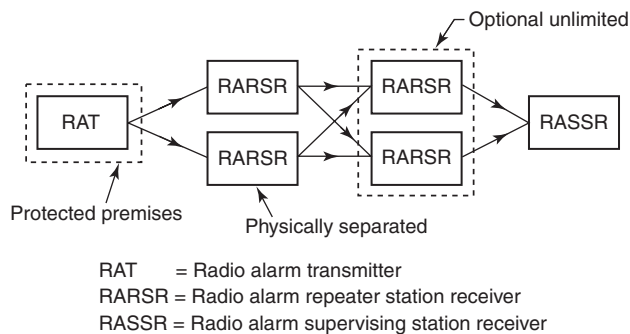 Optional unlimited
RARSR
RARSR
RAT
RASSR
RARSR
RARSR
Protected premises
Physically separated
RAT = Radio alarm transmitter
RARSR = Radio alarm repeater station receiver
RASSR = Radio alarm supervising station receiver